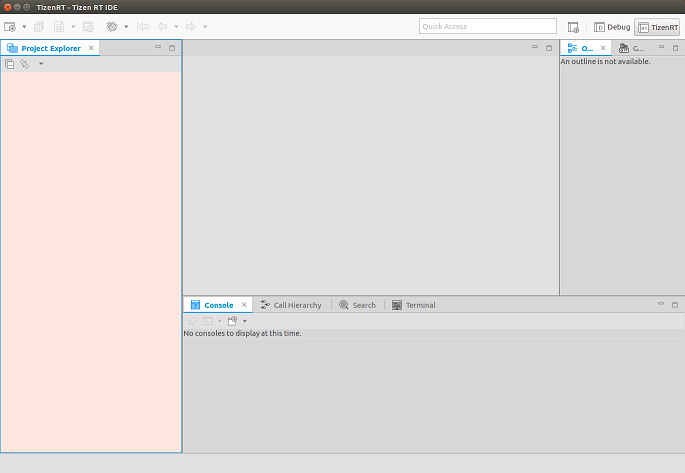 TizenRT - Tizen RT IDE
Quick Access
Debug
TizenRT
Project Explorer
O...
G...
An outline is not available.
Console
Call Hierarchy
Search
Terminal
No consoles to display at this time.